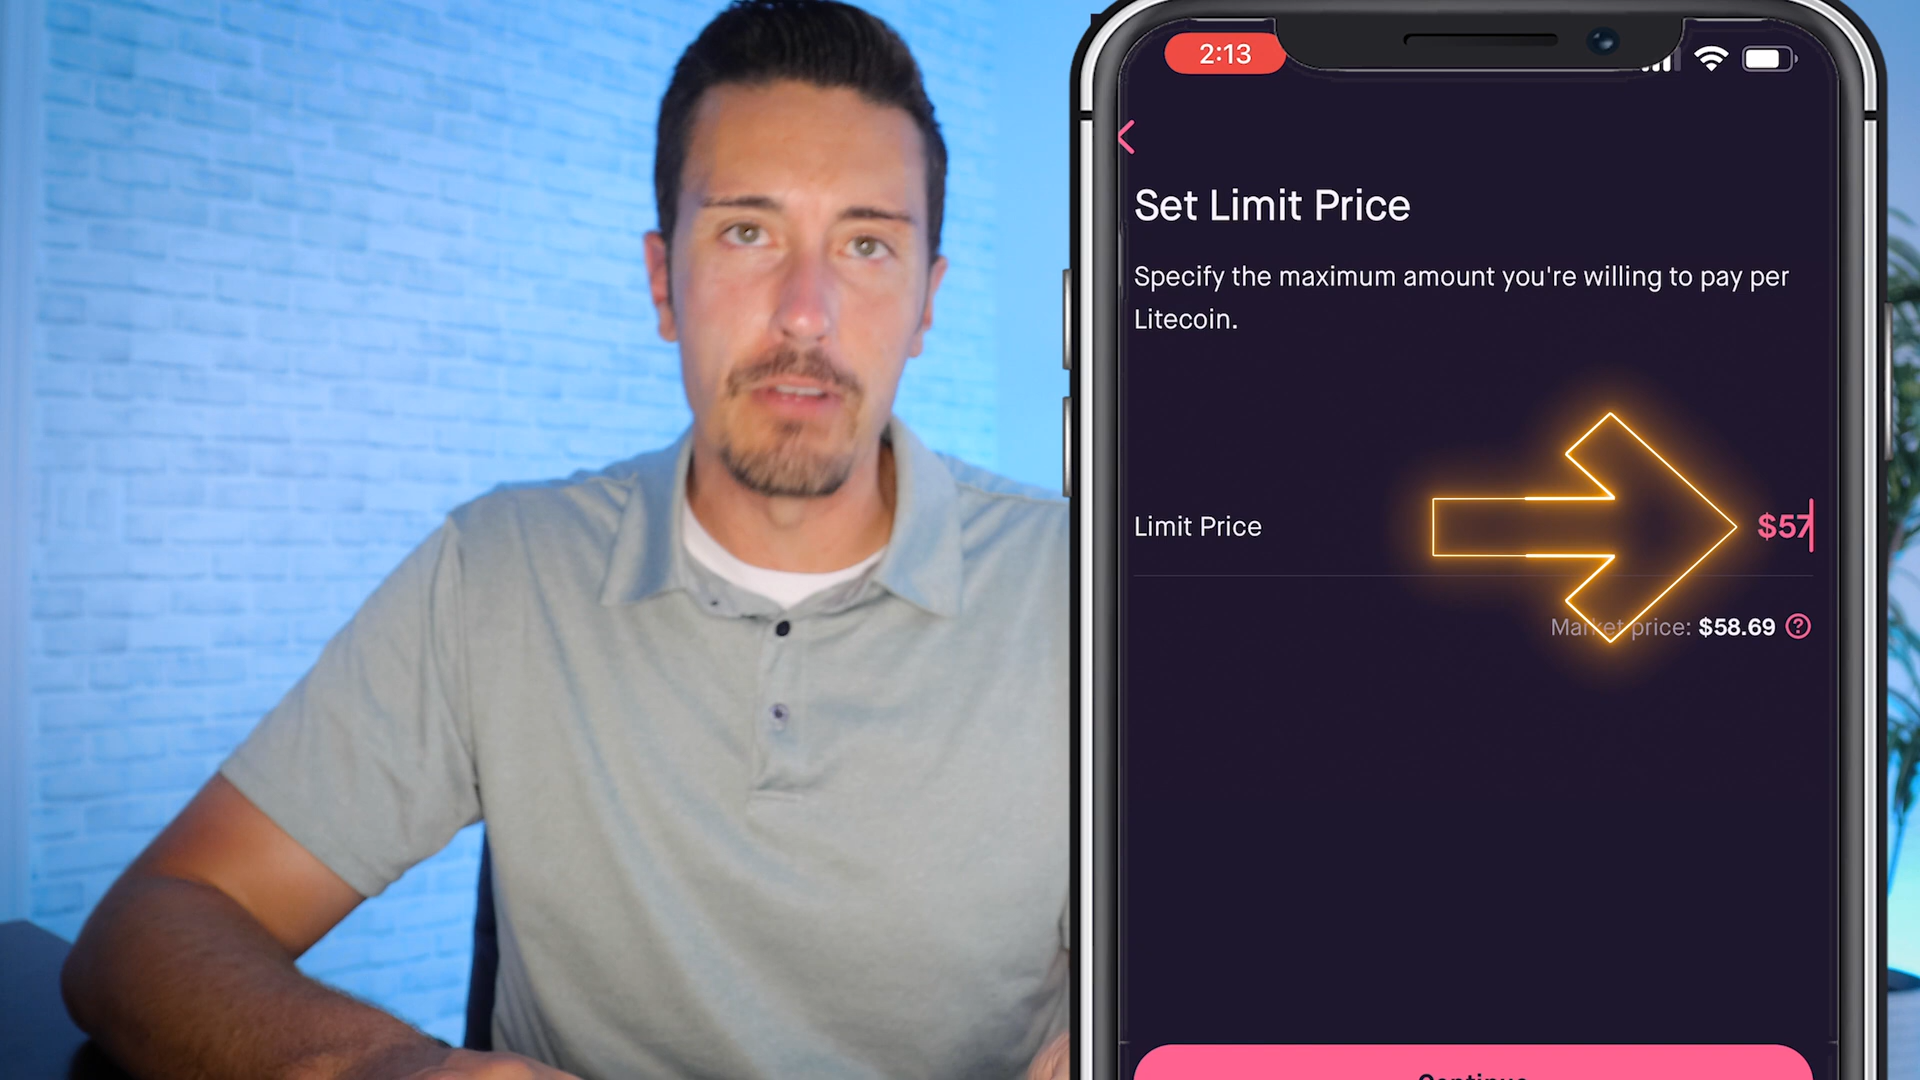 2:13
Set Limit Price
Specify the maximum amount you're willing to pay per
Litecoin.
Limit Price
$57
Market price: $58.69 ?
Continue